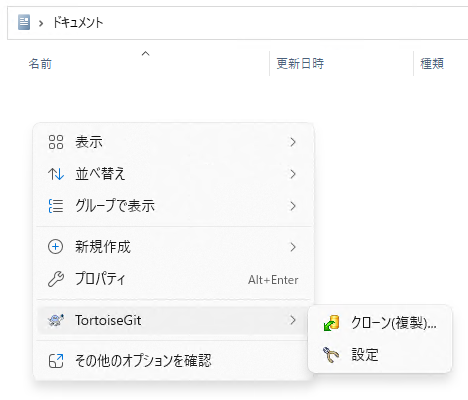 ドキュメント
名前 更新日時 種類
表示
並べ替え
グループで表示
新規作成
プロパティ Alt+Enter
TortoiseGit
クローン(複製)...
設定
その他のオプションを確認